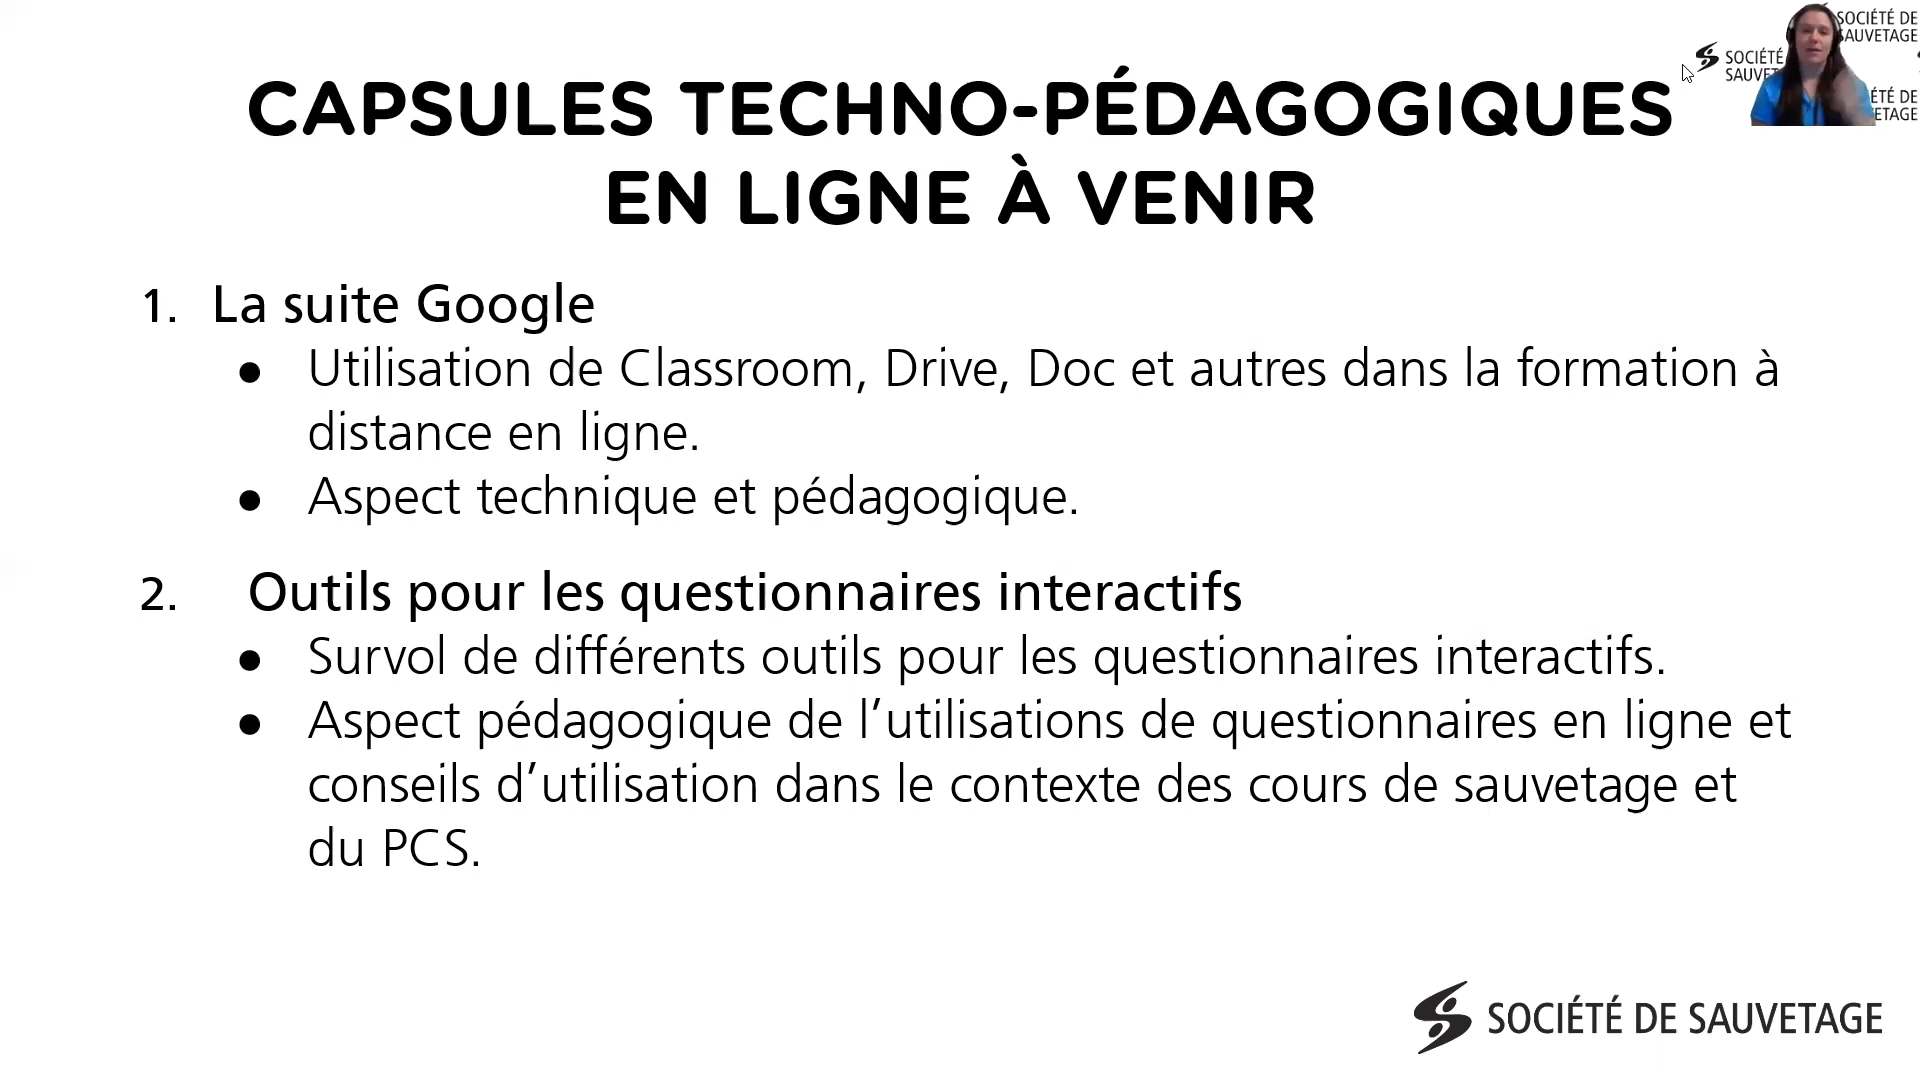 CAPSULES TECHNO-PÉDAGOGIQUES
EN LIGNE À VENIR
1. La suite Google
● Utilisation de Classroom, Drive, Doc et autres dans la formation à
distance en ligne.
● Aspect technique et pédagogique.
2. Outils pour les questionnaires interactifs
● Survol de différents outils pour les questionnaires interactifs.
● Aspect pédagogique de l’utilisations de questionnaires en ligne et
conseils d’utilisation dans le contexte des cours de sauvetage et
du PCS.
SOCIÉTÉ DE SAUVETAGE
SOCIÉTÉ DE
SAUVETAGE
SOCIÉTÉ